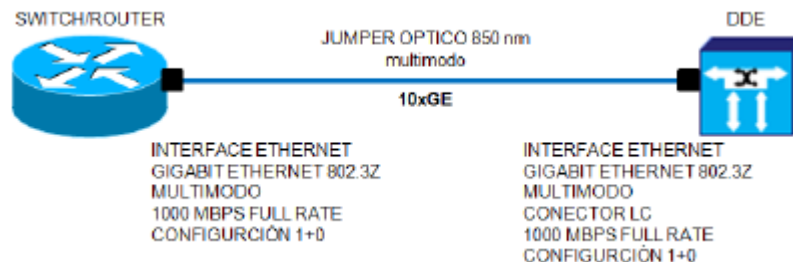 SWITCH/ROUTER
DDE
JUMPER OPTICO 850 nm
multimodo
10xGE
INTERFACE ETHERNET
GIGABIT ETHERNET 802.3Z
MULTIMODO
1000 MBPS FULL RATE
CONFIGURCIÓN 1+0
INTERFACE ETHERNET
GIGABIT ETHERNET 802.3Z
MULTIMODO
CONECTOR LC
1000 MBPS FULL RATE
CONFIGURCIÓN 1+0